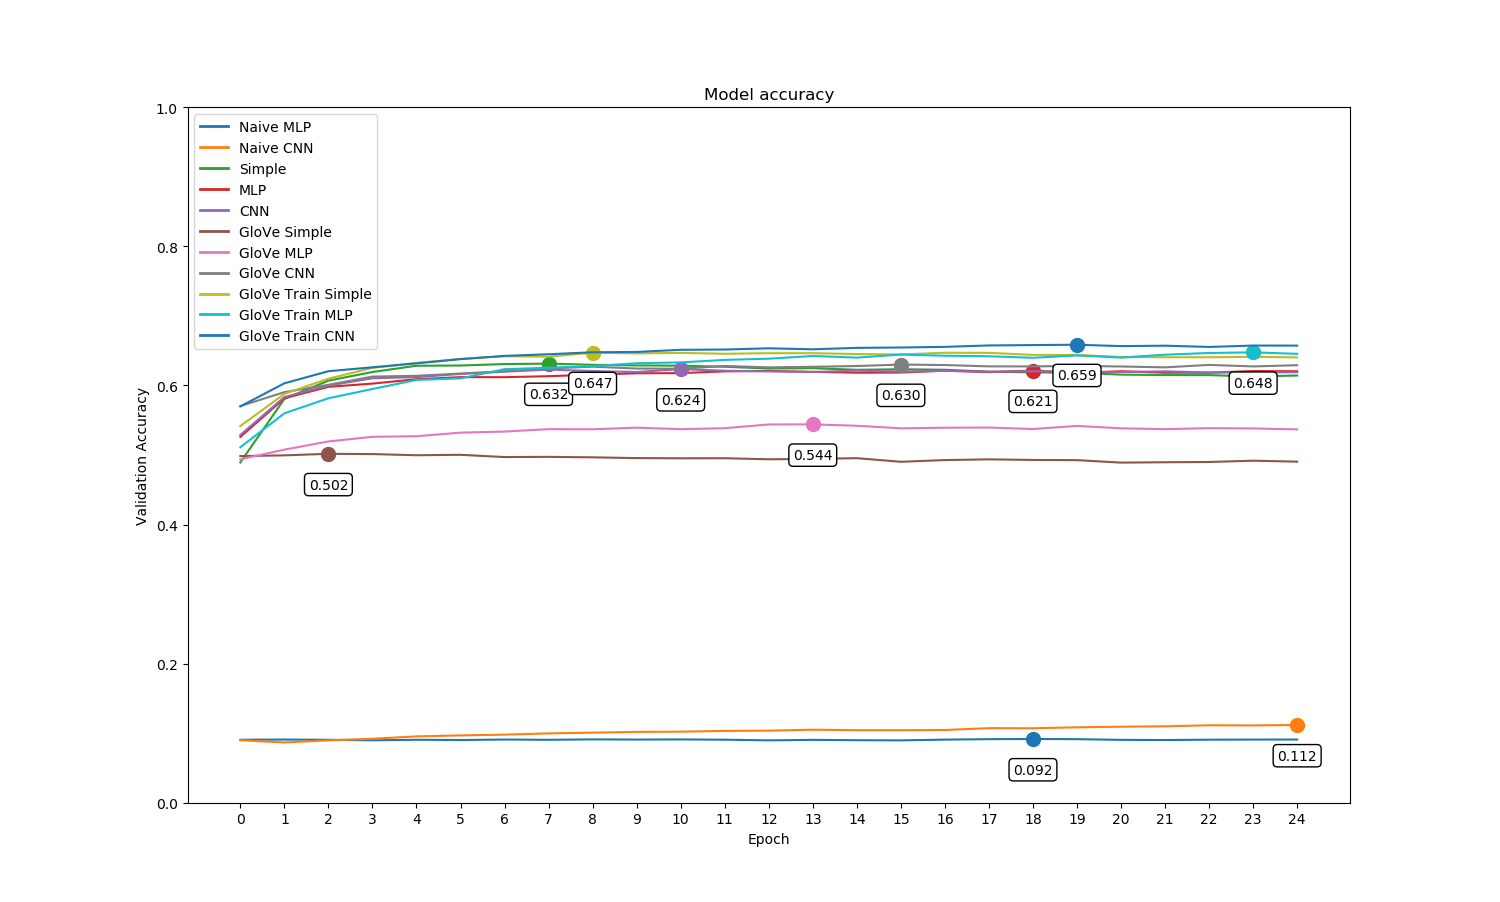 Model accuracy
1.0
0.8
0.6
0.4
0.2
0.0
Validation Accuracy
Naive MLP
Naive CNN
Simple
MLP
CNN
GloVe Simple
GloVe MLP
GloVe CNN
GloVe Train Simple
GloVe Train MLP
GloVe Train CNN
0.659
0.647
0.648
0.632
0.630
0.624
0.621
0.544
0.502
0.112
0.092
0 1 2 3 4 5 6 7 8 9 10 11 12 13 14 15 16 17 18 19 20 21 22 23 24
Epoch